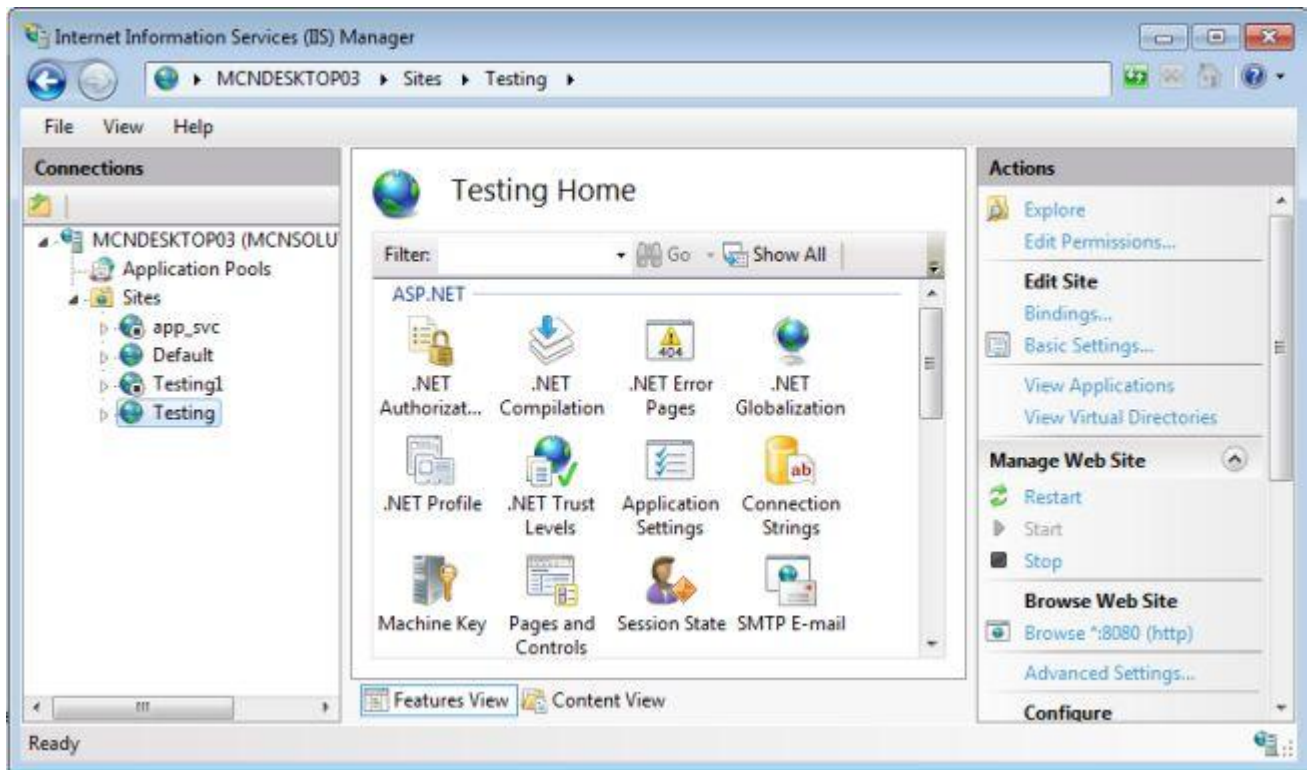 Internet Information Services (IIS) Manager
MCNDESKTOP03 Sites Testing
File View Help
Connections
MCNDESKTOP03 (MCNSOLU
Application Pools
Sites
app_svc
Default
Testing1
Testing
Testing Home
Filter: Go Show All
ASP.NET
.NET Authorizat...
.NET Compilation
404
.NET Error Pages
.NET Globalization
.NET Profile
.NET Trust Levels
Application Settings
ab
Connection Strings
Machine Key
Pages and Controls
Session State
SMTP E-mail
Features View Content View
Actions
Explore
Edit Permissions...
Edit Site
Bindings...
Basic Settings...
View Applications
View Virtual Directories
Manage Web Site
Restart
Start
Stop
Browse Web Site
Browse *:8080 (http)
Advanced Settings...
Configure
Ready